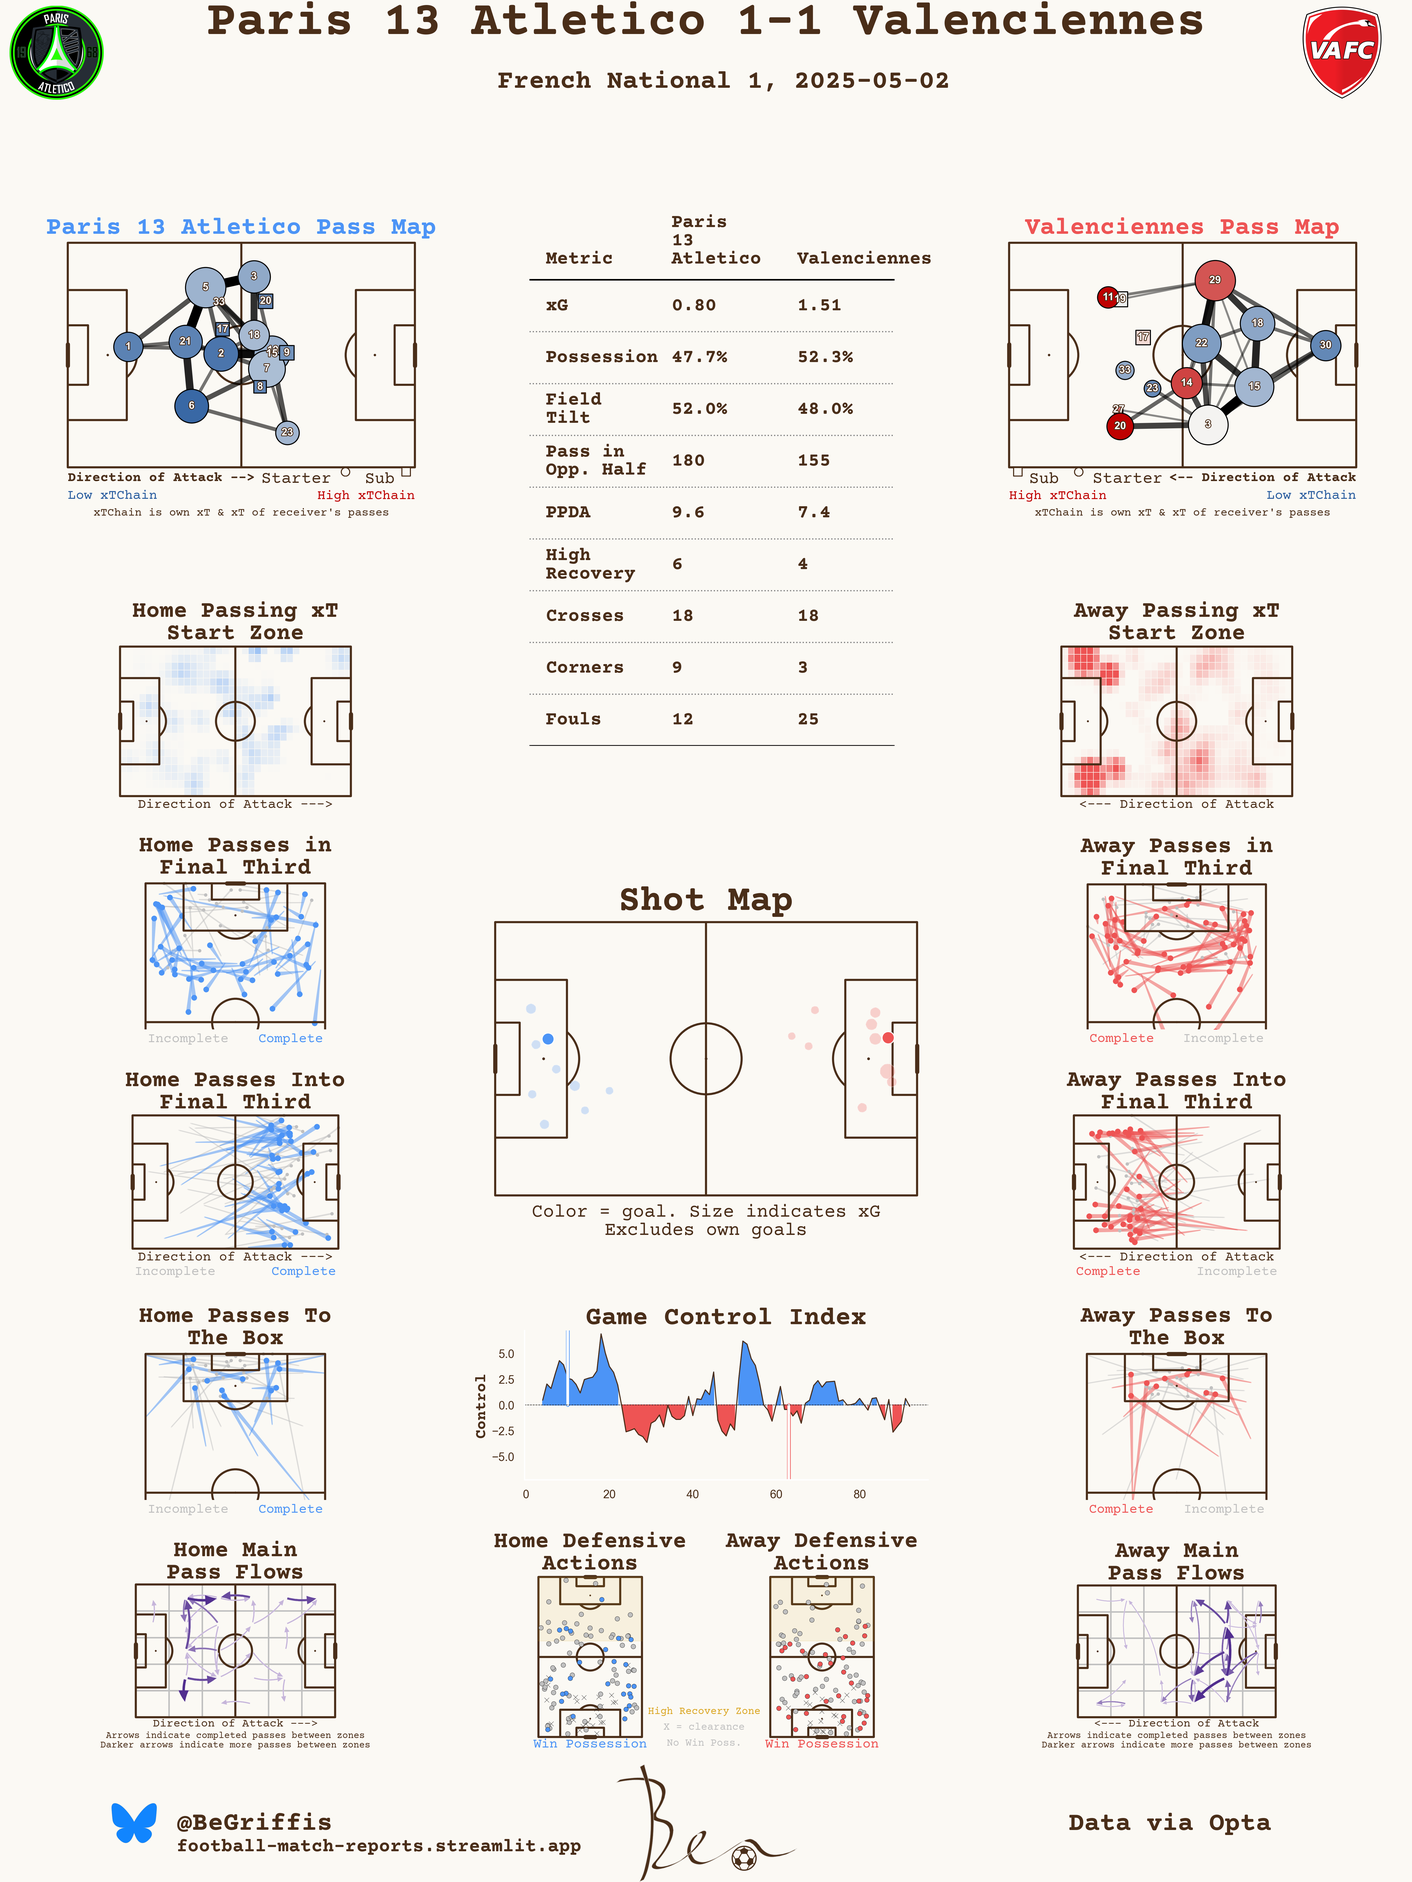 Paris 13 Atletico 1-1 Valenciennes
French National 1, 2025-05-02
PARIS
19 68
ATLETICO
VAFC
Paris 13 Atletico Pass Map
5
3
33
20
17
18
21
1
2
15
9
7
8
6
23
Direction of Attack --> Starter Sub
Low xTChain High xTChain
xTChain is own xT & xT of receiver's passes
Metric Paris 13 Atletico Valenciennes
xG 0.80 1.51
Possession 47.7% 52.3%
Field Tilt 52.0% 48.0%
Pass in Opp. Half 180 155
PPDA 9.6 7.4
High Recovery 6 4
Crosses 18 18
Corners 9 3
Fouls 12 25
Valenciennes Pass Map
29
11
19
18
17
22
30
33
14
23
15
27
20
3
Sub Starter <-- Direction of Attack
High xTChain Low xTChain
xTChain is own xT & xT of receiver's passes
Home Passing xT
Start Zone
Direction of Attack --->
Away Passing xT
Start Zone
<--- Direction of Attack
Home Passes in
Final Third
Incomplete Complete
Away Passes in
Final Third
Complete Incomplete
Shot Map
Color = goal. Size indicates xG
Excludes own goals
Home Passes Into
Final Third
Direction of Attack --->
Incomplete Complete
Away Passes Into
Final Third
<--- Direction of Attack
Complete Incomplete
Home Passes To
The Box
Incomplete Complete
Game Control Index
Control
5.0
2.5
0.0
−2.5
−5.0
0 20 40 60 80
Away Passes To
The Box
Complete Incomplete
Home Main
Pass Flows
Direction of Attack --->
Arrows indicate completed passes between zones
Darker arrows indicate more passes between zones
Home Defensive
Actions
Win Possession
High Recovery Zone
X = clearance
No Win Poss.
Away Defensive
Actions
Win Possession
Away Main
Pass Flows
<--- Direction of Attack
Arrows indicate completed passes between zones
Darker arrows indicate more passes between zones
@BeGriffis
football-match-reports.streamlit.app
Ben
Data via Opta